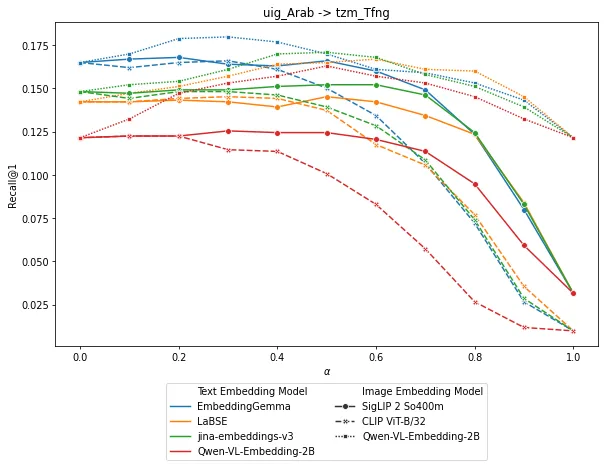 uig_Arab -> tzm_Tfng
Recall@1
0.175
0.150
0.125
0.100
0.075
0.050
0.025
0.0 0.2 0.4 0.6 0.8 1.0
α
Text Embedding Model Image Embedding Model
EmbeddingGemma SigLIP 2 So400m
LaBSE CLIP ViT-B/32
jina-embeddings-v3 Qwen-VL-Embedding-2B
Qwen-VL-Embedding-2B